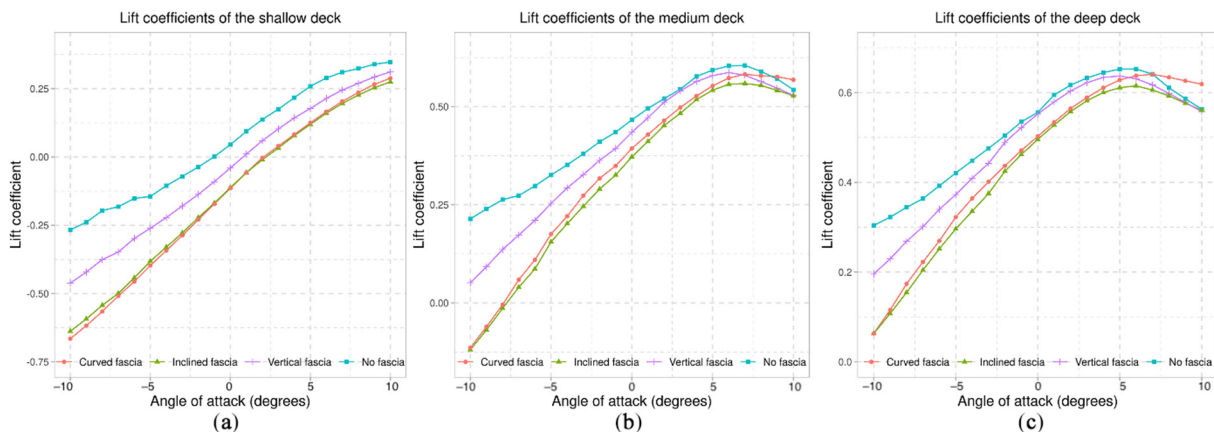 Lift coefficients of the shallow deck
0.25
0.00
-0.25
-0.50
-0.75
Lift coefficient
Curved fascia Inclined fascia Vertical fascia No fascia
-10 -5 0 5 10
Angle of attack (degrees)
(a)
Lift coefficients of the medium deck
0.50
0.25
0.00
Lift coefficient
Curved fascia Inclined fascia Vertical fascia No fascia
-10 -5 0 5 10
Angle of attack (degrees)
(b)
Lift coefficients of the deep deck
0.6
0.4
0.2
0.0
Lift coefficient
Curved fascia Inclined fascia Vertical fascia No fascia
-10 -5 0 5 10
Angle of attack (degrees)
(c)